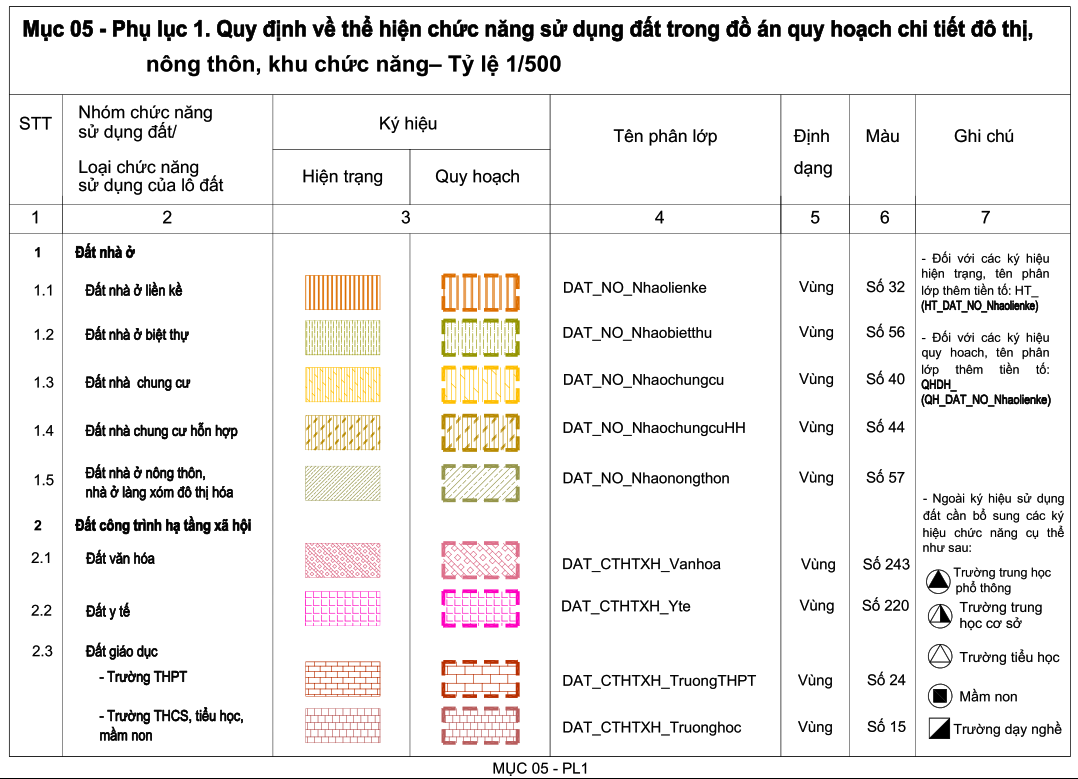 Mục 05 - Phụ lục 1. Quy định về thể hiện chức năng sử dụng đất trong đồ án quy hoạch chi tiết đô thị,
nông thôn, khu chức năng– Tỷ lệ 1/500
STT
Nhóm chức năng
sử dụng đất/
Loại chức năng
sử dụng của lô đất
Ký hiệu
Hiện trạng
Quy hoạch
Tên phân lớp
Định
dạng
Màu
Ghi chú
1 2 3 4 5 6 7
1 Đất nhà ở
1.1 Đất nhà ở liền kề DAT_NO_Nhaolienke Vùng Số 32
1.2 Đất nhà ở biệt thự DAT_NO_Nhaobietthu Vùng Số 56
1.3 Đất nhà chung cư DAT_NO_Nhaochungcu Vùng Số 40
1.4 Đất nhà chung cư hỗn hợp DAT_NO_NhaochungcuHH Vùng Số 44
1.5 Đất nhà ở nông thôn,
nhà ở làng xóm đô thị hóa DAT_NO_Nhaonongthon Vùng Số 57
2 Đất công trình hạ tầng xã hội
2.1 Đất văn hóa DAT_CTHTXH_Vanhoa Vùng Số 243
2.2 Đất y tế DAT_CTHTXH_Yte Vùng Số 220
2.3 Đất giáo dục
- Trường THPT DAT_CTHTXH_TruongTHPT Vùng Số 24
- Trường THCS, tiểu học,
mầm non DAT_CTHTXH_Truonghoc Vùng Số 15
- Đối với các ký hiệu
hiện trạng, tên phân
lớp thêm tiền tố: HT_
(HT_DAT_NO_Nhaolienke)
- Đối với các ký hiệu
quy hoach, tên phân
lớp thêm tiền tố:
QHDH_
(QH_DAT_NO_Nhaolienke)
- Ngoài ký hiệu sử dụng
đất cần bổ sung các ký
hiệu chức năng cụ thể
như sau:
Trường trung học
phổ thông
Trường trung
học cơ sở
Trường tiểu học
Mầm non
Trường dạy nghề
MỤC 05 - PL1